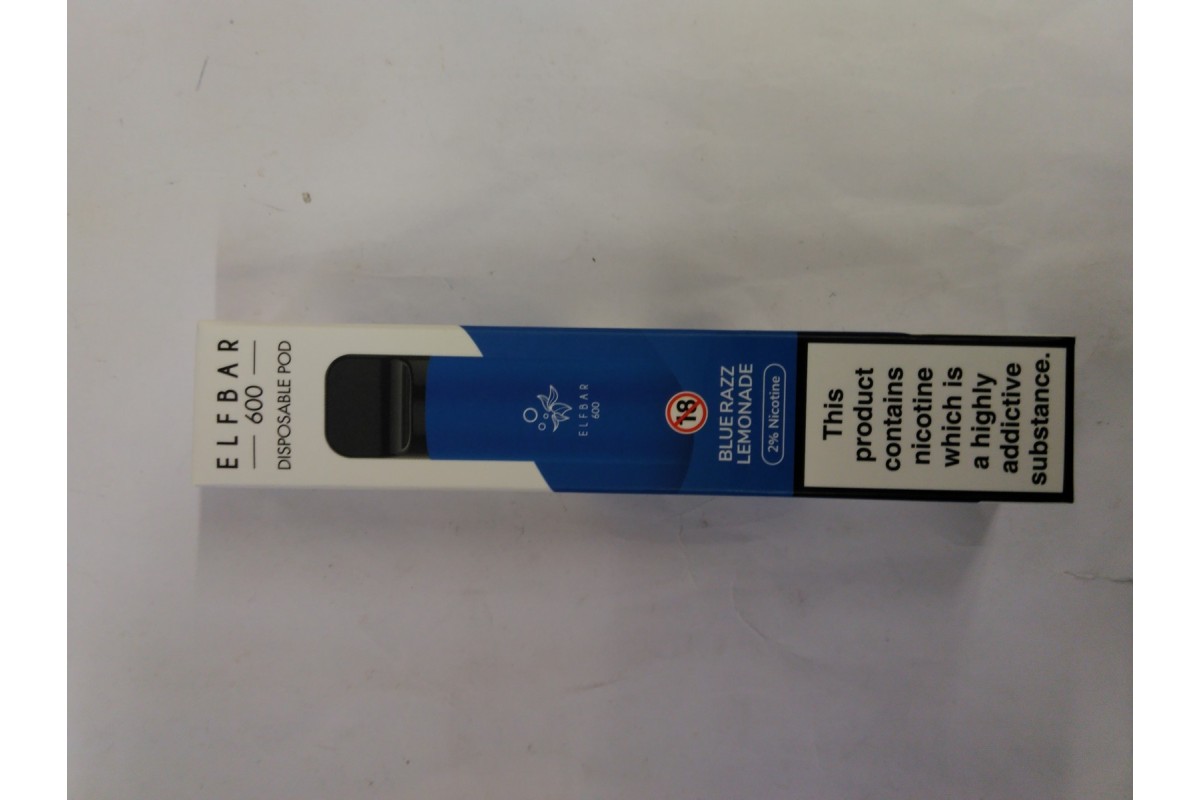 ELFBAR
600
DISPOSABLE POD
ELFBAR
600
18
BLUE RAZZ
LEMONADE
2% Nicotine
This
product
contains
nicotine
which is
a highly
addictive
substance.